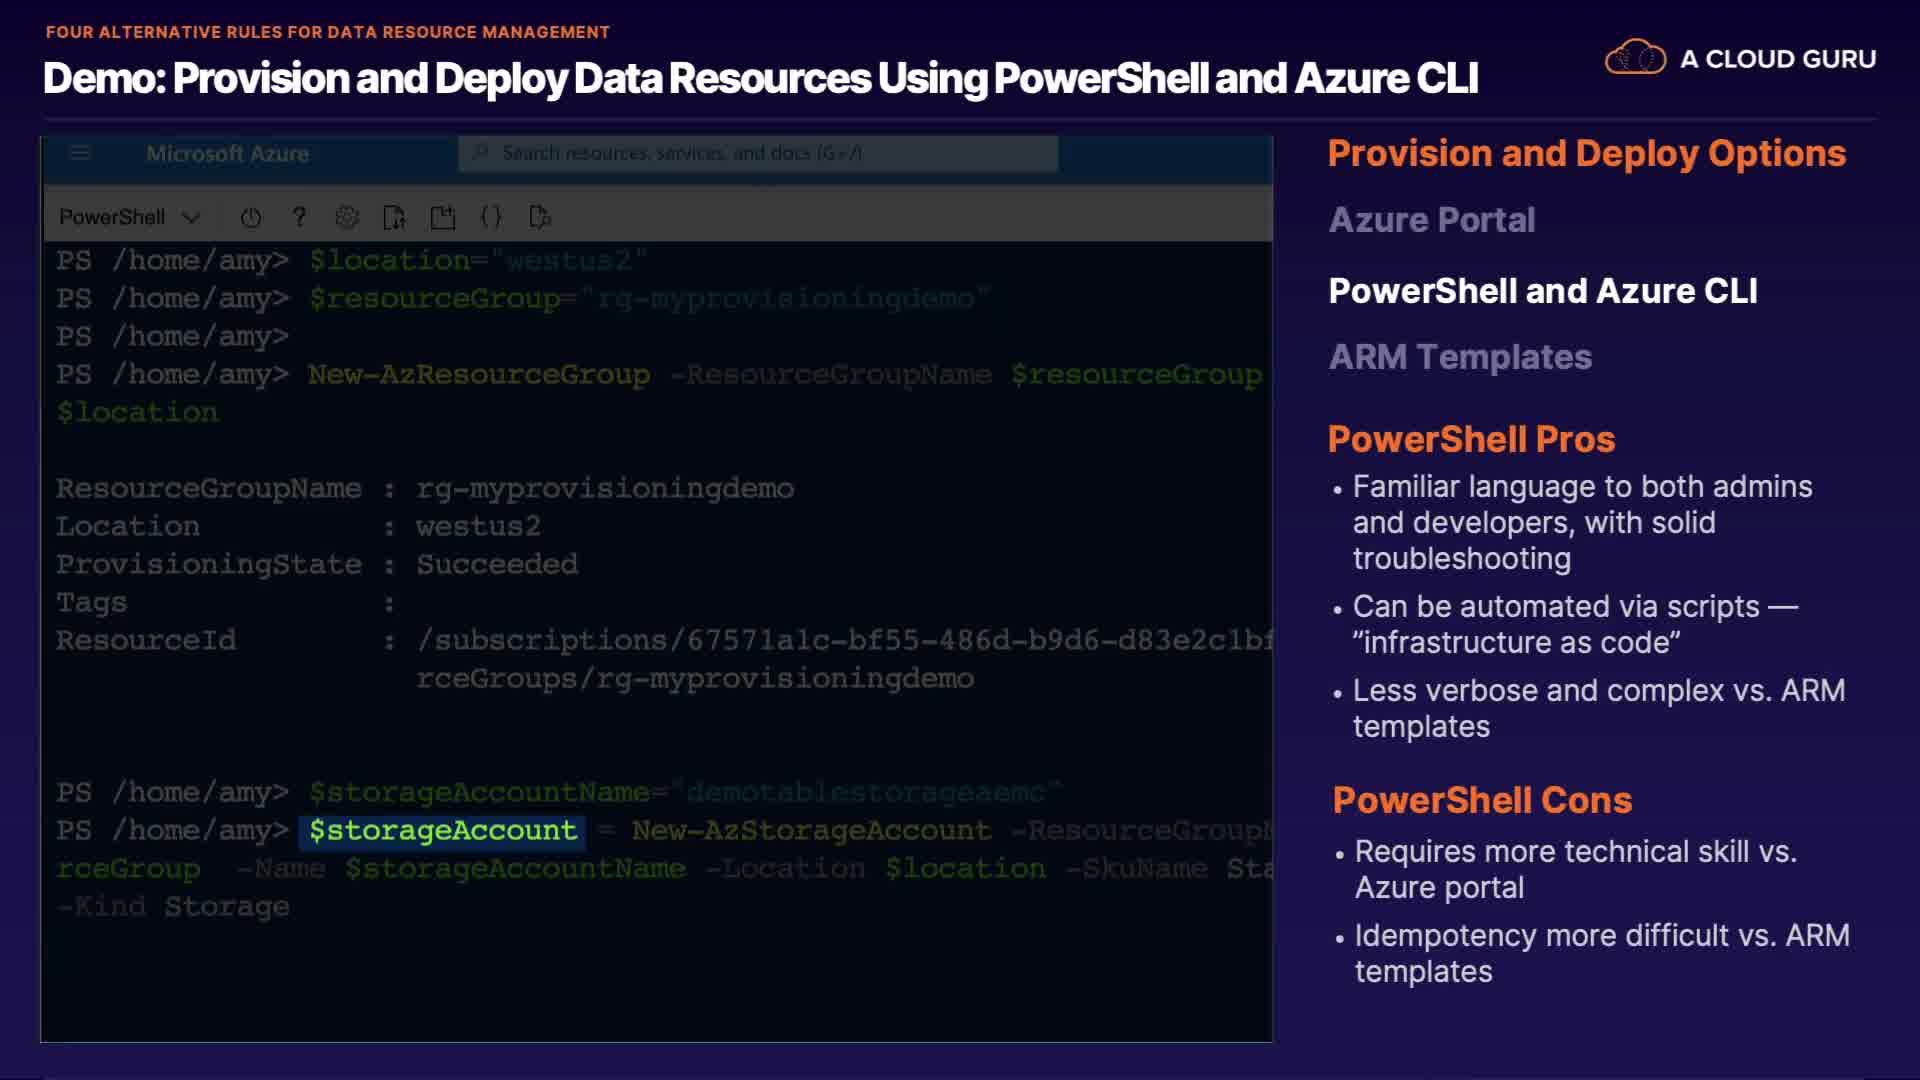 FOUR ALTERNATIVE RULES FOR DATA RESOURCE MANAGEMENT
Demo: Provision and Deploy Data Resources Using PowerShell and Azure CLI
A CLOUD GURU
Microsoft Azure
Search resources, services, and docs (G+/)
PowerShell
PS /home/amy> $location="westus2"
PS /home/amy> $resourceGroup="rg-myprovisioningdemo"
PS /home/amy>
PS /home/amy> New-AzResourceGroup -ResourceGroupName $resourceGroup
$location
ResourceGroupName : rg-myprovisioningdemo
Location : westus2
ProvisioningState : Succeeded
Tags :
ResourceId : /subscriptions/67571a1c-bf55-486d-b9d6-d83e2c1bf
rceGroups/rg-myprovisioningdemo
PS /home/amy> $storageAccountName="demotablestorageaemc"
PS /home/amy> $storageAccount = New-AzStorageAccount -ResourceGroupN
rceGroup -Name $storageAccountName -Location $location -SkuName Sta
-Kind Storage
Provision and Deploy Options
Azure Portal
PowerShell and Azure CLI
ARM Templates
PowerShell Pros
• Familiar language to both admins
and developers, with solid
troubleshooting
• Can be automated via scripts —
”infrastructure as code”
• Less verbose and complex vs. ARM
templates
PowerShell Cons
• Requires more technical skill vs.
Azure portal
• Idempotency more difficult vs. ARM
templates